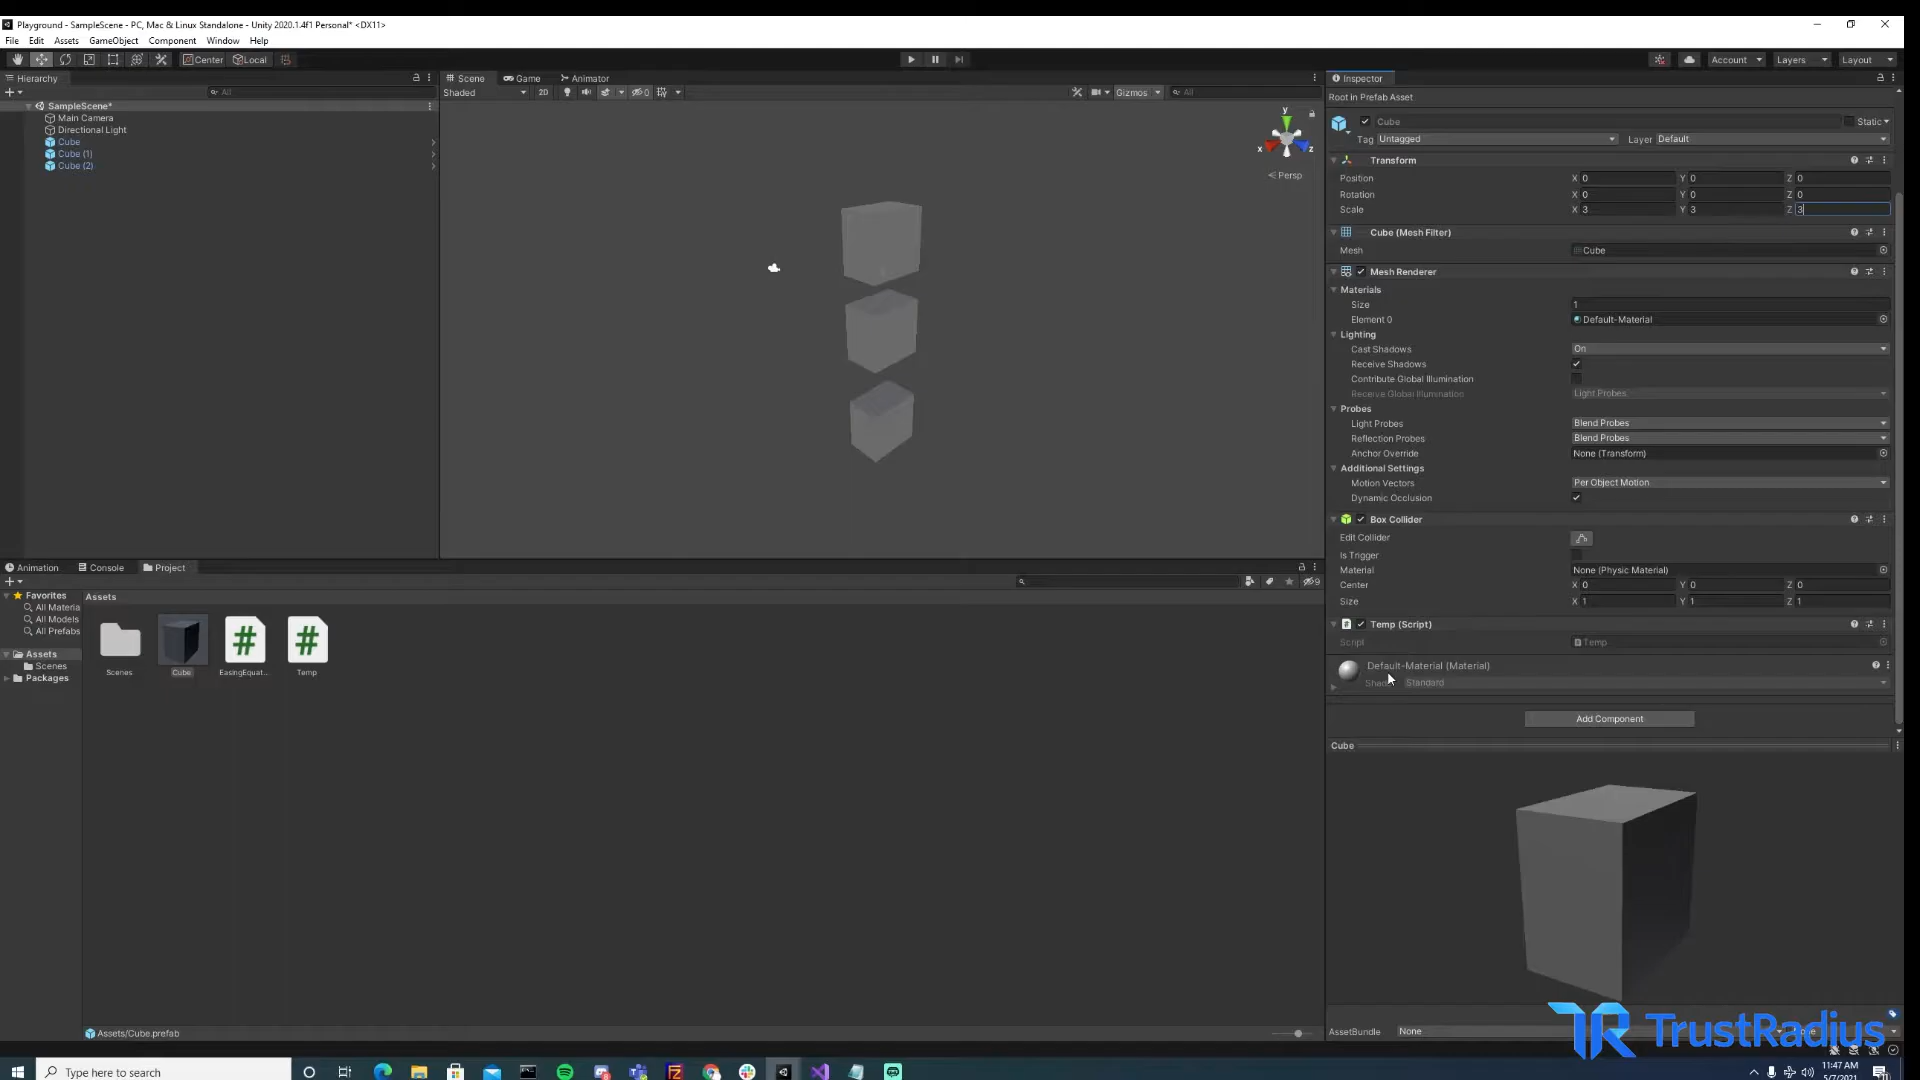 Playground - SampleScene - PC, Mac & Linux Standalone - Unity 2020.1.4f1 Personal* <DX11>
File Edit Assets GameObject Component Window Help
Center Local Account Layers Layout
Hierarchy Scene Game Animator Inspector
All Shaded 2D 0 Gizmos All
Root in Prefab Asset
SampleScene*
Main Camera
Directional Light
Cube
Cube (1)
Cube (2)
y
x z
Persp
Cube Static
Tag Untagged Layer Default
Transform
Position X 0 Y 0 Z 0
Rotation X 0 Y 0 Z 0
Scale X 3 Y 3 Z 3
Cube (Mesh Filter)
Mesh Cube
Mesh Renderer
Materials
Size 1
Element 0 Default-Material
Lighting
Cast Shadows On
Receive Shadows
Contribute Global Illumination
Receive Global Illumination Light Probes
Probes
Light Probes Blend Probes
Reflection Probes Blend Probes
Anchor Override None (Transform)
Additional Settings
Motion Vectors Per Object Motion
Dynamic Occlusion
Box Collider
Edit Collider
Is Trigger
Material None (Physic Material)
Center X 0 Y 0 Z 0
Size X 1 Y 1 Z 1
Temp (Script)
Script Temp
Default-Material (Material)
Standard
Add Component
Cube
AssetBundle None
Animation Console Project
9
Favorites
All Materia
All Models
All Prefabs
Assets
Scenes
Packages
Assets
Scenes Cube EasingEquat... Temp
Assets/Cube.prefab
TR TrustRadius
Type here to search
11:47 AM
5/7/2021